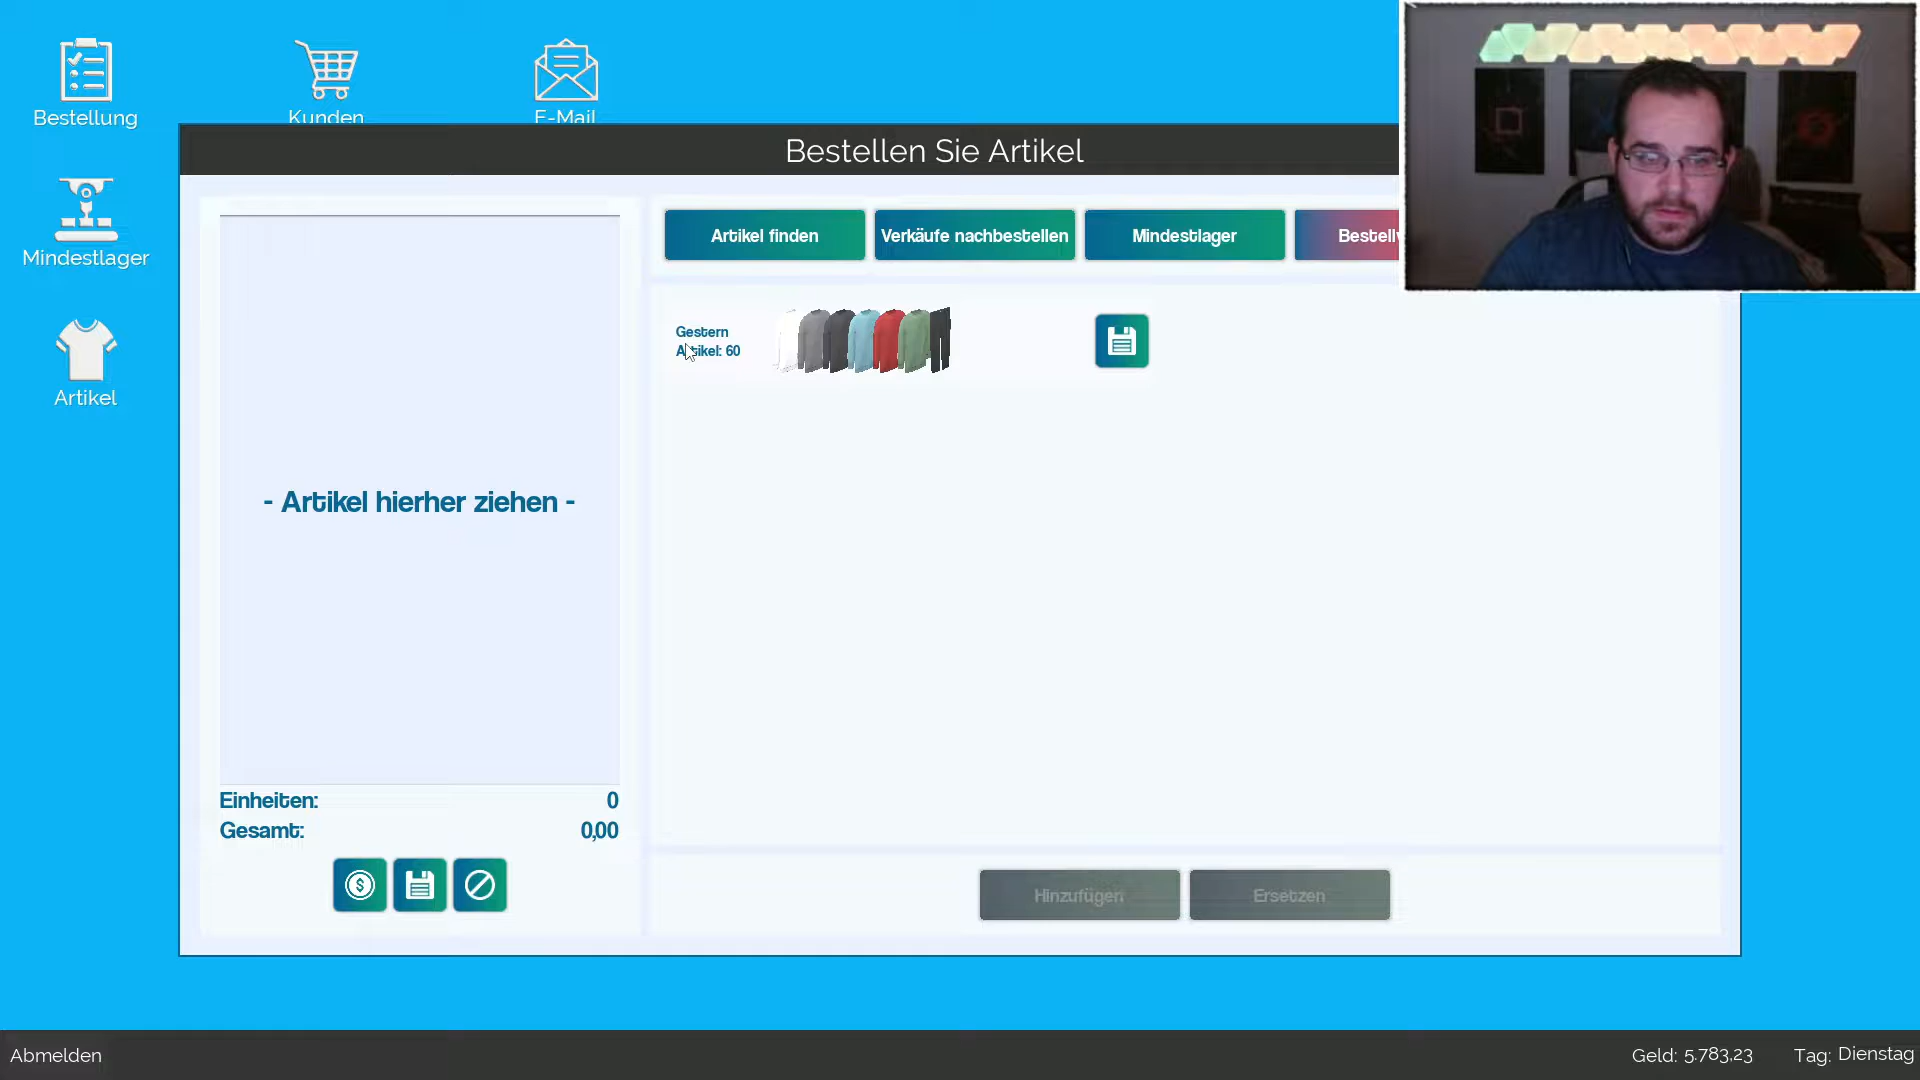 Bestellung
Kunden
E-Mail
Mindestlager
Artikel
Bestellen Sie Artikel
Artikel finden
Verkäufe nachbestellen
Mindestlager
Gestern
Artikel: 60
- Artikel hierher ziehen -
Einheiten: 0
Gesamt: 0,00
Hinzufügen
Ersetzen
Abmelden
Geld: 5.783,23
Tag: Dienstag